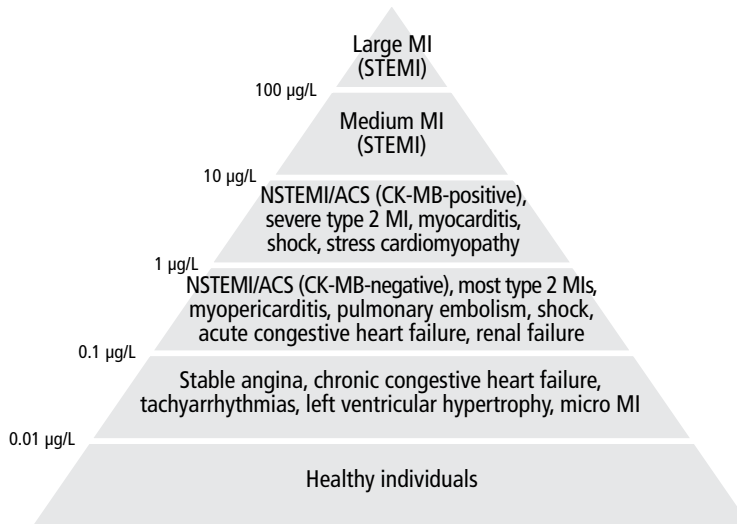 Large MI
(STEMI)
100 µg/L
Medium MI
(STEMI)
10 µg/L
NSTEMI/ACS (CK-MB-positive),
severe type 2 MI, myocarditis,
shock, stress cardiomyopathy
1 µg/L
NSTEMI/ACS (CK-MB-negative), most type 2 MIs,
myopericarditis, pulmonary embolism, shock,
acute congestive heart failure, renal failure
0.1 µg/L
Stable angina, chronic congestive heart failure,
tachyarrhythmias, left ventricular hypertrophy, micro MI
0.01 µg/L
Healthy individuals